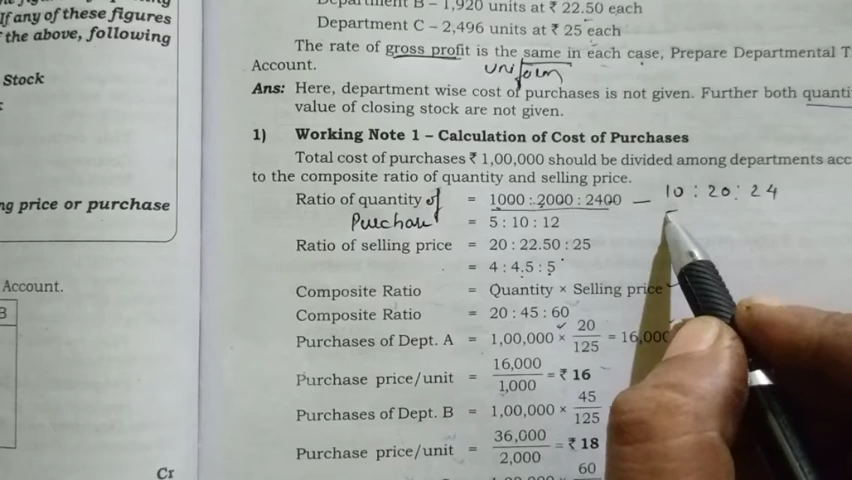 If any of these figures
the above, following
Stock
ng price or purchase
Account.
B
Cr
Department B – 1,920 units at ₹ 22.50 each
Department C – 2,496 units at ₹ 25 each
The rate of gross profit is the same in each case, Prepare Departmental T
Account.
uniform
Ans: Here, department wise cost of purchases is not given. Further both quanti
value of closing stock are not given.
1) Working Note 1 – Calculation of Cost of Purchases
Total cost of purchases ₹ 1,00,000 should be divided among departments acc
to the composite ratio of quantity and selling price.
Ratio of quantity of = 1000 : 2000 : 2400 — 10 : 20 : 24
= 5 : 10 : 12
Ratio of selling price = 20 : 22.50 : 25
= 4 : 4.5 : 5
Composite Ratio = Quantity × Selling price
Composite Ratio = 20 : 45 : 60
Purchases of Dept. A = 1,00,000 × 20/125 = 16,000
Purchase price/unit = 16,000/1,000 = ₹ 16
Purchases of Dept. B = 1,00,000 × 45/125
Purchase price/unit = 36,000/2,000 = ₹ 18
60